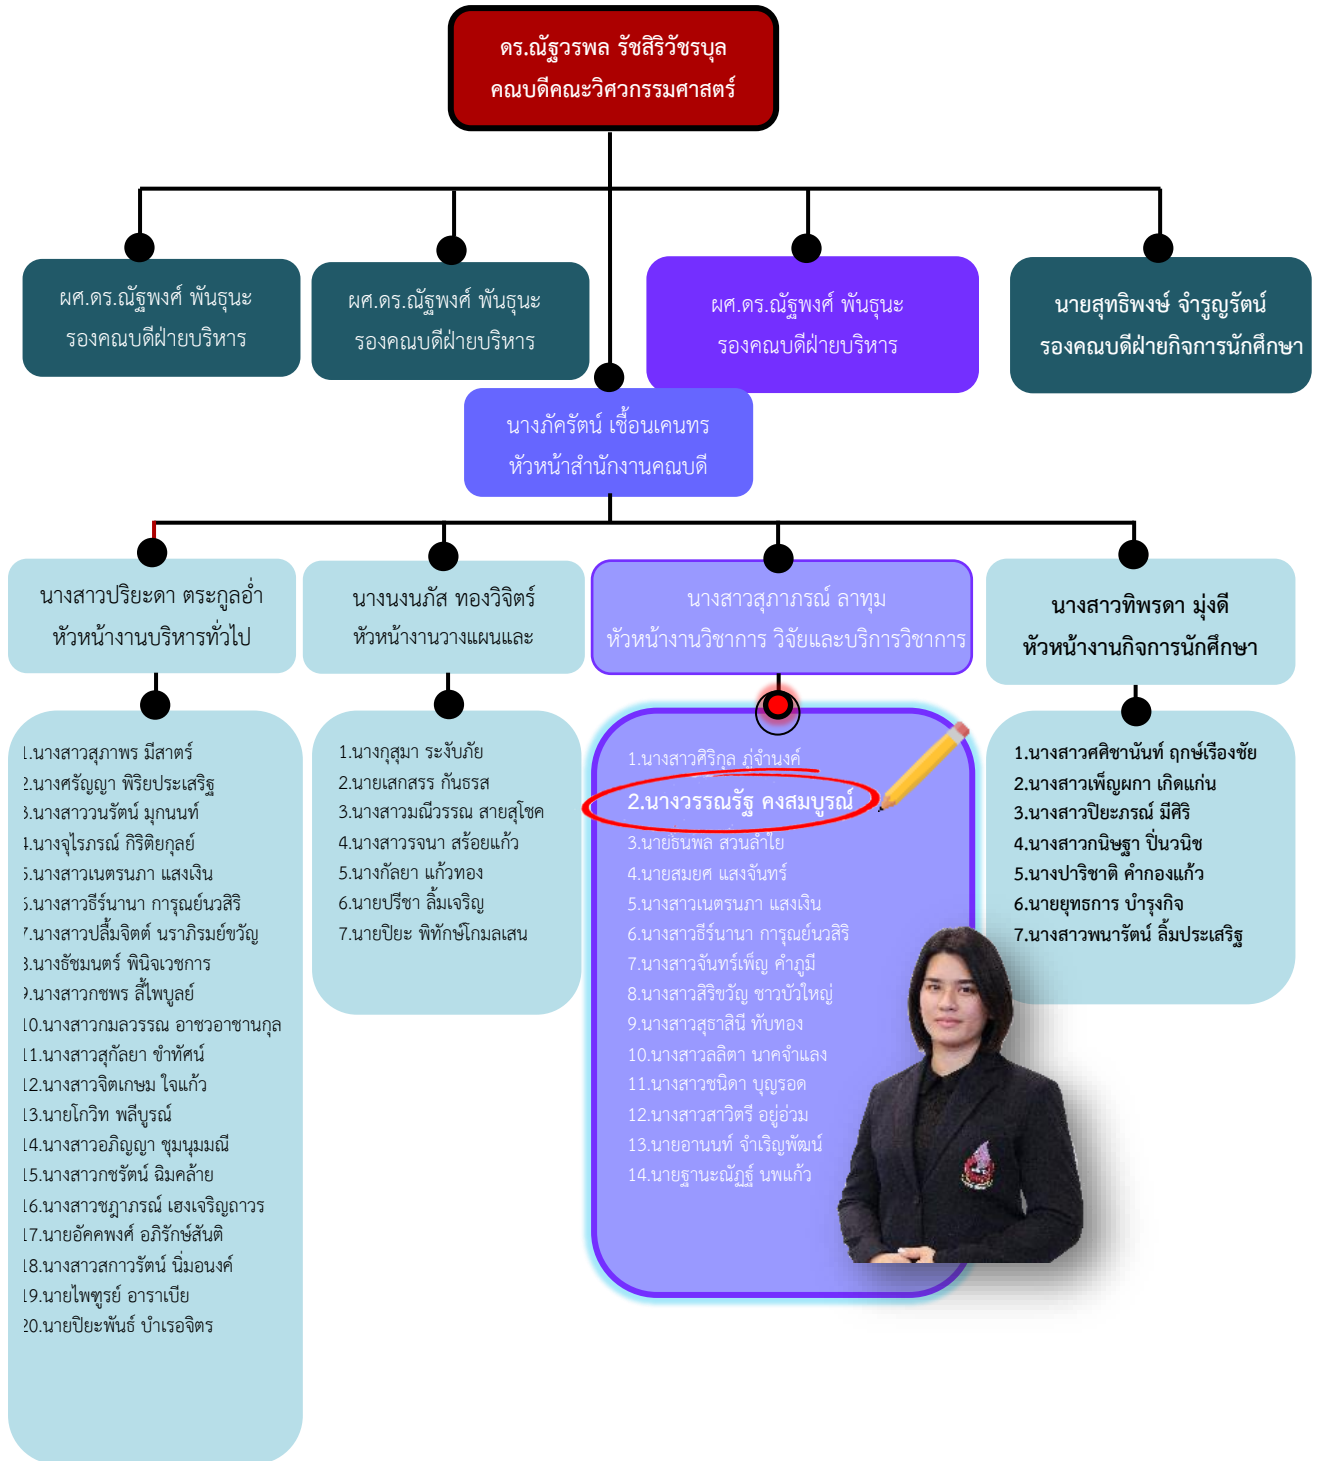 ดร.ณัฐวรพล รัชสิริวัชรบุล
คณบดีคณะวิศวกรรมศาสตร์
ผศ.ดร.ณัฐพงศ์ พันธุนะ
รองคณบดีฝ่ายบริหาร
ผศ.ดร.ณัฐพงศ์ พันธุนะ
รองคณบดีฝ่ายบริหาร
ผศ.ดร.ณัฐพงศ์ พันธุนะ
รองคณบดีฝ่ายบริหาร
นายสุทธิพงษ์ จำรูญรัตน์
รองคณบดีฝ่ายกิจการนักศึกษา
นางภัครัตน์ เชื้อนเคนทร
หัวหน้าสำนักงานคณบดี
นางสาวปริยะดา ตระกูลอ่ำ
หัวหน้างานบริหารทั่วไป
นางนงนภัส ทองวิจิตร์
หัวหน้างานวางแผนและ
นางสาวสุภาภรณ์ ลาทุม
หัวหน้างานวิชาการ วิจัยและบริการวิชาการ
นางสาวทิพรดา มุ่งดี
หัวหน้างานกิจการนักศึกษา
1.นางสาวสุภาพร มีสาตร์
2.นางศรัญญา พิริยประเสริฐ
3.นางสาววนรัตน์ มุกนนท์
4.นางจุไรภรณ์ กิริติยกุลย์
5.นางสาวเนตรนภา แสงเงิน
6.นางสาวธีร์นานา การุณย์นวสิริ
7.นางสาวปลื้มจิตต์ นราภิรมย์ขวัญ
8.นางธัชมนตร์ พินิจเวชการ
9.นางสาวกชพร ลี้ไพบูลย์
10.นางสาวกมลวรรณ อาชวอาชานกุล
11.นางสาวสุกัลยา ขำทัศน์
12.นางสาวจิตเกษม ใจแก้ว
13.นายโกวิท พลีบูรณ์
14.นางสาวอภิญญา ชุมนุมมณี
15.นางสาวกชรัตน์ ฉิมคล้าย
16.นางสาวชฎาภรณ์ เฮงเจริญถาวร
17.นายอัคคพงศ์ อภิรักษ์สันติ
18.นางสาวสกาวรัตน์ นิ่มอนงค์
19.นายไพฑูรย์ อาราเบีย
20.นายปิยะพันธ์ บำเรอจิตร
1.นางกุสุมา ระงับภัย
2.นายเสกสรร กันธรส
3.นางสาวมณีวรรณ สายสุโชค
4.นางสาวรจนา สร้อยแก้ว
5.นางกัลยา แก้วทอง
6.นายปรีชา ลิ้มเจริญ
7.นายปิยะ พิทักษ์โกมลเสน
1.นางสาวศิริกุล ภู่จำนงค์
2.นางวรรณรัฐ คงสมบูรณ์
3.นายธนพล สวนลำไย
4.นายสมยศ แสงจันทร์
5.นางสาวเนตรนภา แสงเงิน
6.นางสาวธีร์นานา การุณย์นวสิริ
7.นางสาวจันทร์เพ็ญ คำภูมี
8.นางสาวสิริขวัญ ชาวบัวใหญ่
9.นางสาวสุธาสินี ทับทอง
10.นางสาวลลิตา นาคจำแลง
11.นางสาวชนิดา บุญรอด
12.นางสาวสาวิตรี อยู่อ่วม
13.นายอานนท์ จำเริญพัฒน์
14.นายฐานะณัฏฐ์ นพแก้ว
1.นางสาวศศิชานันท์ ฤกษ์เรืองชัย
2.นางสาวเพ็ญผกา เกิดแก่น
3.นางสาวปิยะภรณ์ มีศิริ
4.นางสาวกนิษฐา ปิ่นวนิช
5.นางปาริชาติ คำกองแก้ว
6.นายยุทธการ บำรุงกิจ
7.นางสาวพนารัตน์ ลิ้มประเสริฐ